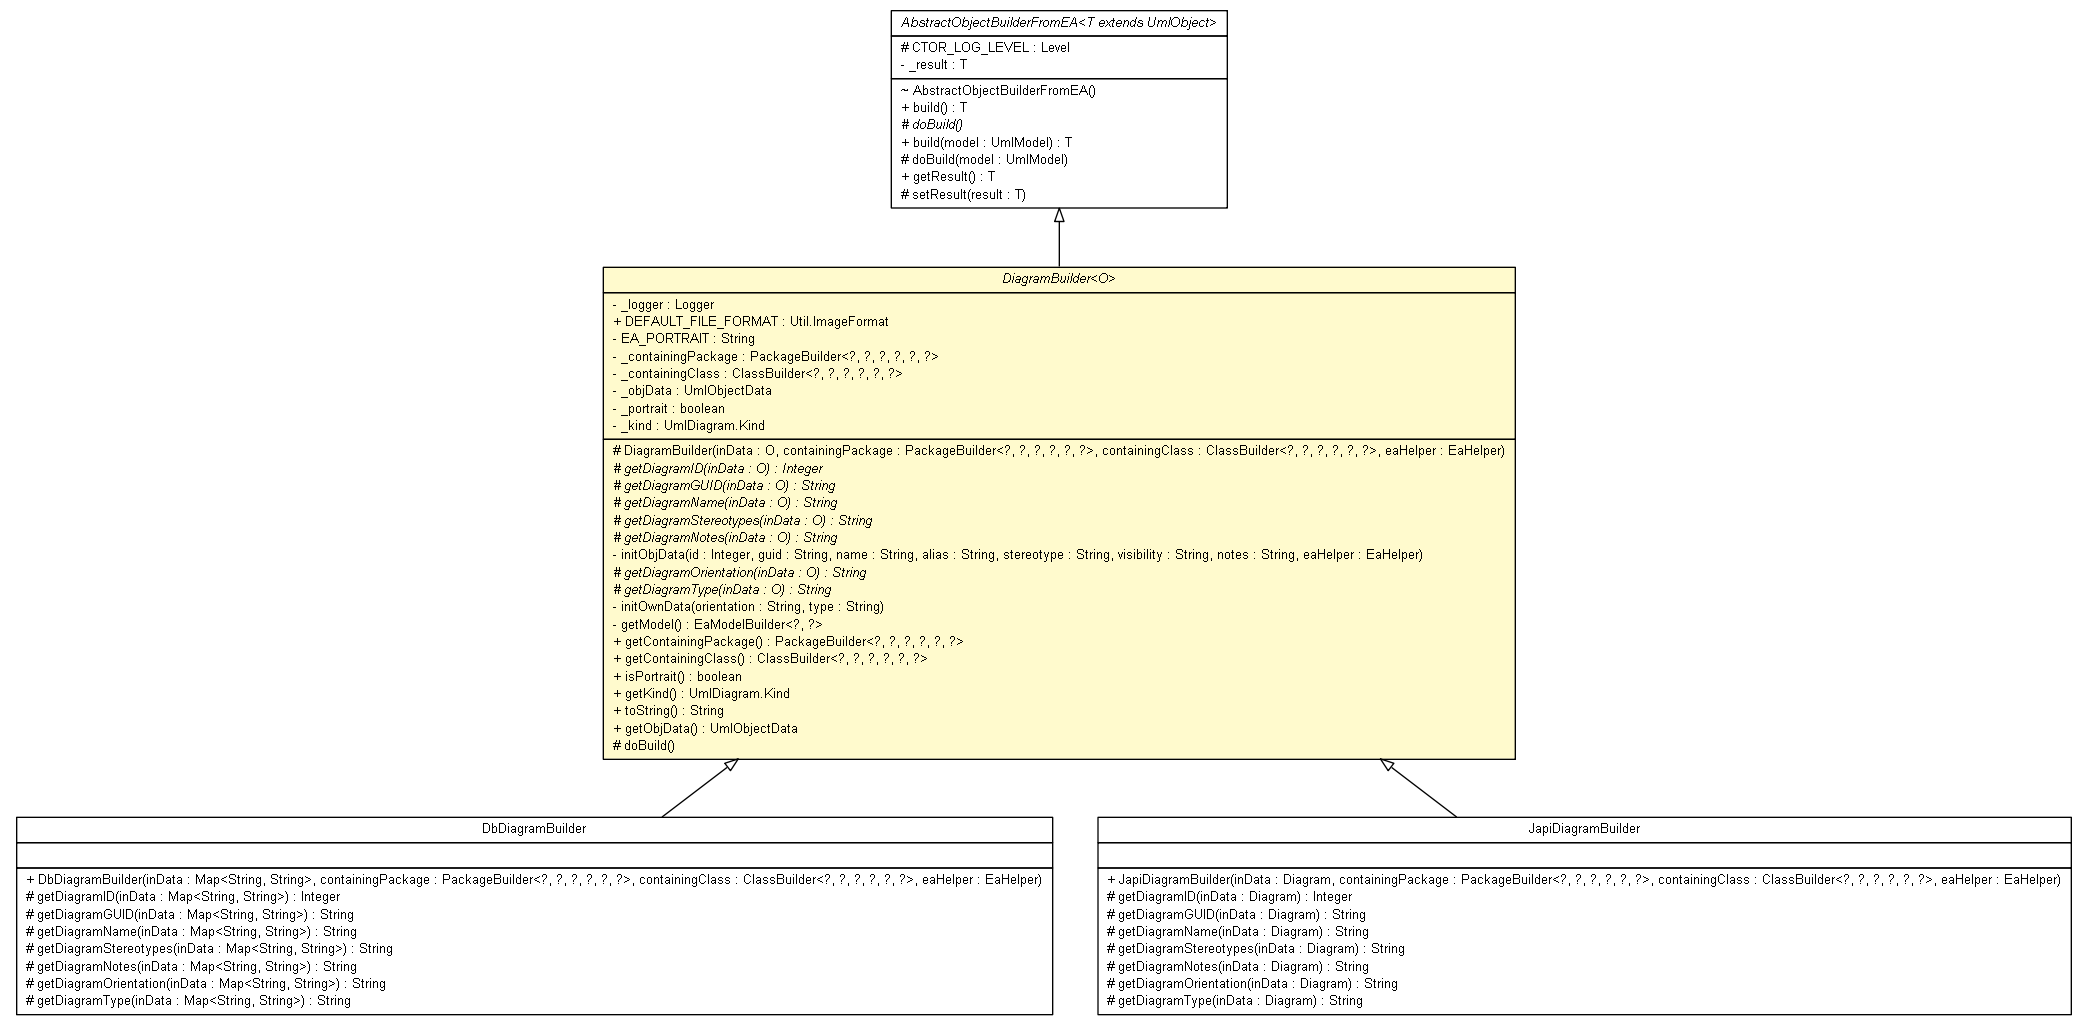 AbstractObjectBuilderFromEA<T extends UmlObject>
# CTOR_LOG_LEVEL : Level
- _result : T
~ AbstractObjectBuilderFromEA()
+ build() : T
# doBuild()
+ build(model : UmlModel) : T
# doBuild(model : UmlModel)
+ getResult() : T
# setResult(result : T)
DiagramBuilder<O>
- _logger : Logger
+ DEFAULT_FILE_FORMAT : Util.ImageFormat
- EA_PORTRAIT : String
- _containingPackage : PackageBuilder<?, ?, ?, ?, ?, ?>
- _containingClass : ClassBuilder<?, ?, ?, ?, ?, ?>
- _objData : UmlObjectData
- _portrait : boolean
- _kind : UmlDiagram.Kind
# DiagramBuilder(inData : O, containingPackage : PackageBuilder<?, ?, ?, ?, ?, ?>, containingClass : ClassBuilder<?, ?, ?, ?, ?, ?>, eaHelper : EaHelper)
# getDiagramID(inData : O) : Integer
# getDiagramGUID(inData : O) : String
# getDiagramName(inData : O) : String
# getDiagramStereotypes(inData : O) : String
# getDiagramNotes(inData : O) : String
- initObjData(id : Integer, guid : String, name : String, alias : String, stereotype : String, visibility : String, notes : String, eaHelper : EaHelper)
# getDiagramOrientation(inData : O) : String
# getDiagramType(inData : O) : String
- initOwnData(orientation : String, type : String)
- getModel() : EaModelBuilder<?, ?>
+ getContainingPackage() : PackageBuilder<?, ?, ?, ?, ?, ?>
+ getContainingClass() : ClassBuilder<?, ?, ?, ?, ?, ?>
+ isPortrait() : boolean
+ getKind() : UmlDiagram.Kind
+ toString() : String
+ getObjData() : UmlObjectData
# doBuild()
DbDiagramBuilder
+ DbDiagramBuilder(inData : Map<String, String>, containingPackage : PackageBuilder<?, ?, ?, ?, ?, ?>, containingClass : ClassBuilder<?, ?, ?, ?, ?, ?>, eaHelper : EaHelper)
# getDiagramID(inData : Map<String, String>) : Integer
# getDiagramGUID(inData : Map<String, String>) : String
# getDiagramName(inData : Map<String, String>) : String
# getDiagramStereotypes(inData : Map<String, String>) : String
# getDiagramNotes(inData : Map<String, String>) : String
# getDiagramOrientation(inData : Map<String, String>) : String
# getDiagramType(inData : Map<String, String>) : String
JapiDiagramBuilder
+ JapiDiagramBuilder(inData : Diagram, containingPackage : PackageBuilder<?, ?, ?, ?, ?, ?>, containingClass : ClassBuilder<?, ?, ?, ?, ?, ?>, eaHelper : EaHelper)
# getDiagramID(inData : Diagram) : Integer
# getDiagramGUID(inData : Diagram) : String
# getDiagramName(inData : Diagram) : String
# getDiagramStereotypes(inData : Diagram) : String
# getDiagramNotes(inData : Diagram) : String
# getDiagramOrientation(inData : Diagram) : String
# getDiagramType(inData : Diagram) : String